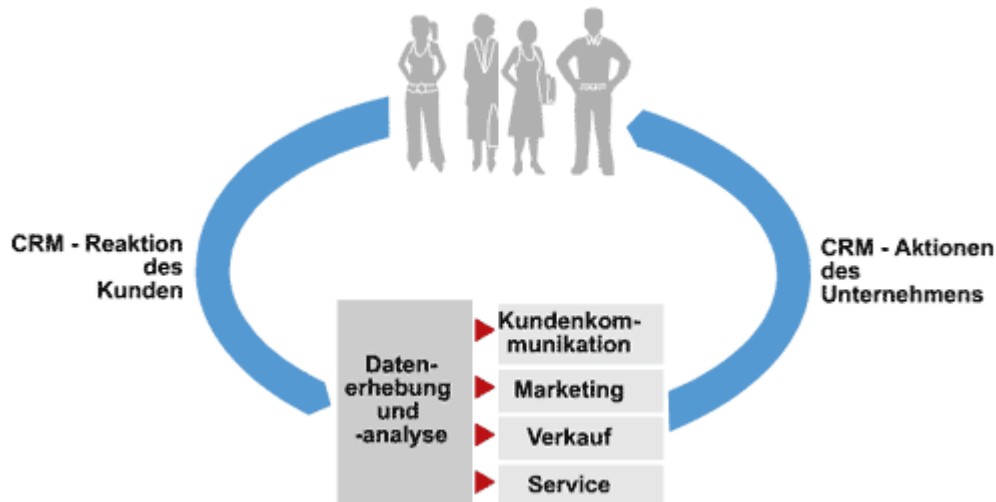 CRM - Reaktion
des
Kunden
CRM - Aktionen
des
Unternehmens
Daten-
erhebung
und
-analyse
Kundenkom-
munikation
Marketing
Verkauf
Service